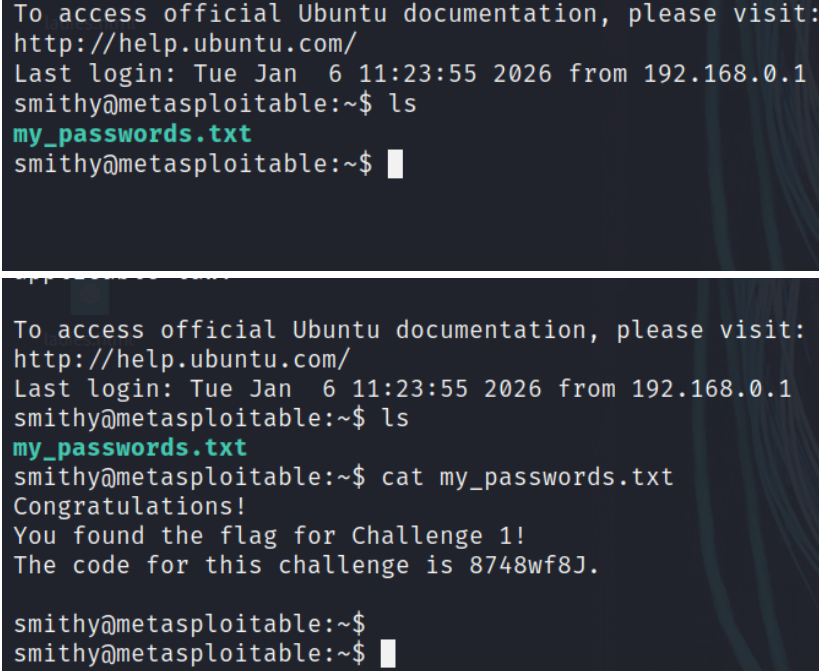 To access official Ubuntu documentation, please visit:
http://help.ubuntu.com/
Last login: Tue Jan  6 11:23:55 2026 from 192.168.0.1
smithy@metasploitable:~$ ls
my_passwords.txt
smithy@metasploitable:~$
To access official Ubuntu documentation, please visit:
http://help.ubuntu.com/
Last login: Tue Jan  6 11:23:55 2026 from 192.168.0.1
smithy@metasploitable:~$ ls
my_passwords.txt
smithy@metasploitable:~$ cat my_passwords.txt
Congratulations!
You found the flag for Challenge 1!
The code for this challenge is 8748wf8J.
smithy@metasploitable:~$
smithy@metasploitable:~$